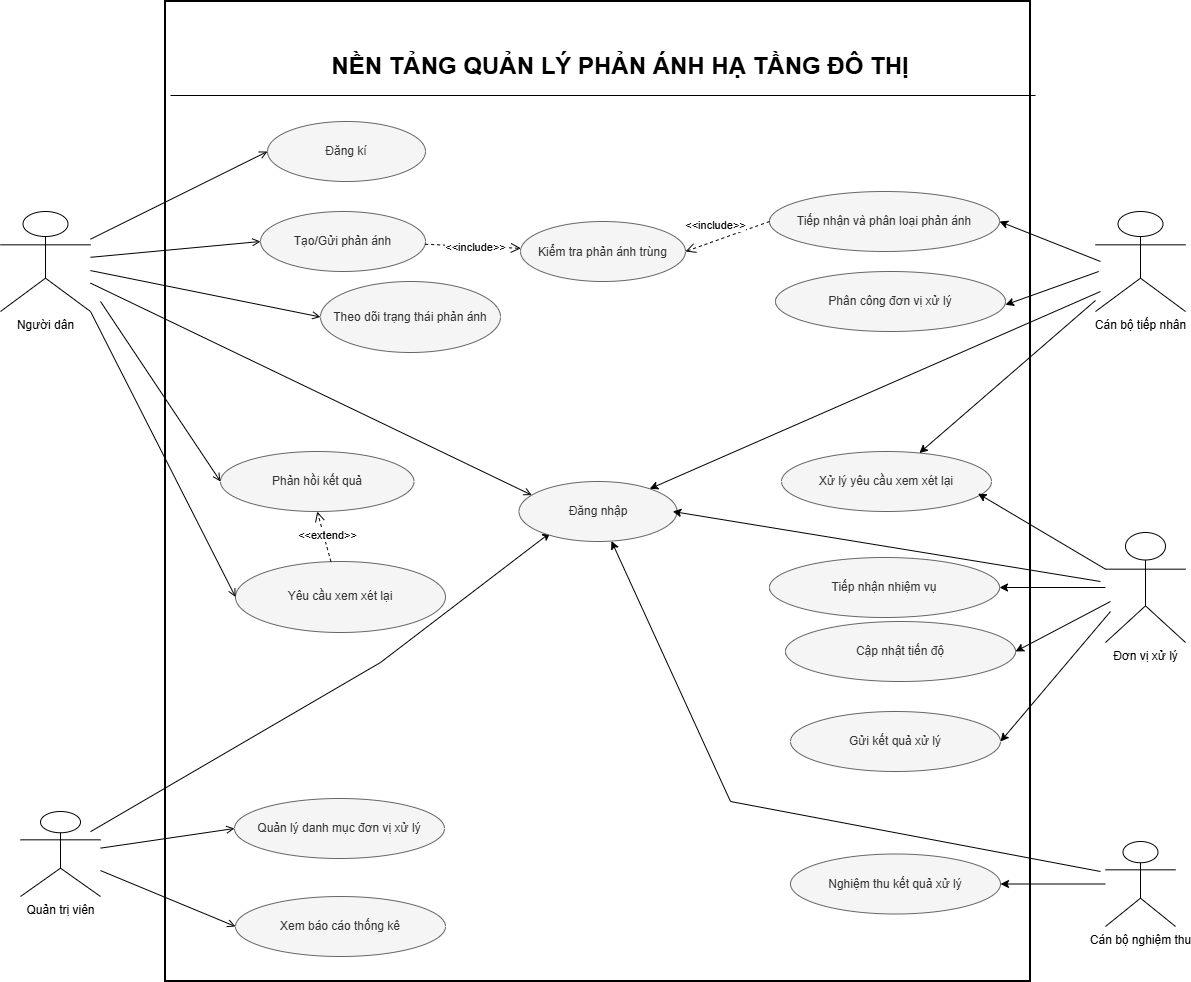 NỀN TẢNG QUẢN LÝ PHẢN ÁNH HẠ TẦNG ĐÔ THỊ
Đăng kí
Tạo/Gửi phản ánh
<<include>>
Kiểm tra phản ánh trùng
<<include>>
Tiếp nhận và phân loại phản ánh
Theo dõi trạng thái phản ánh
Phân công đơn vị xử lý
Người dân
Cán bộ tiếp nhân
Phản hồi kết quả
Xử lý yêu cầu xem xét lại
Đăng nhập
<<extend>>
Yêu cầu xem xét lại
Tiếp nhận nhiệm vụ
Cập nhật tiến độ
Đơn vị xử lý
Gửi kết quả xử lý
Quản lý danh mục đơn vị xử lý
Nghiệm thu kết quả xử lý
Quản trị viên
Xem báo cáo thống kê
Cán bộ nghiệm thu